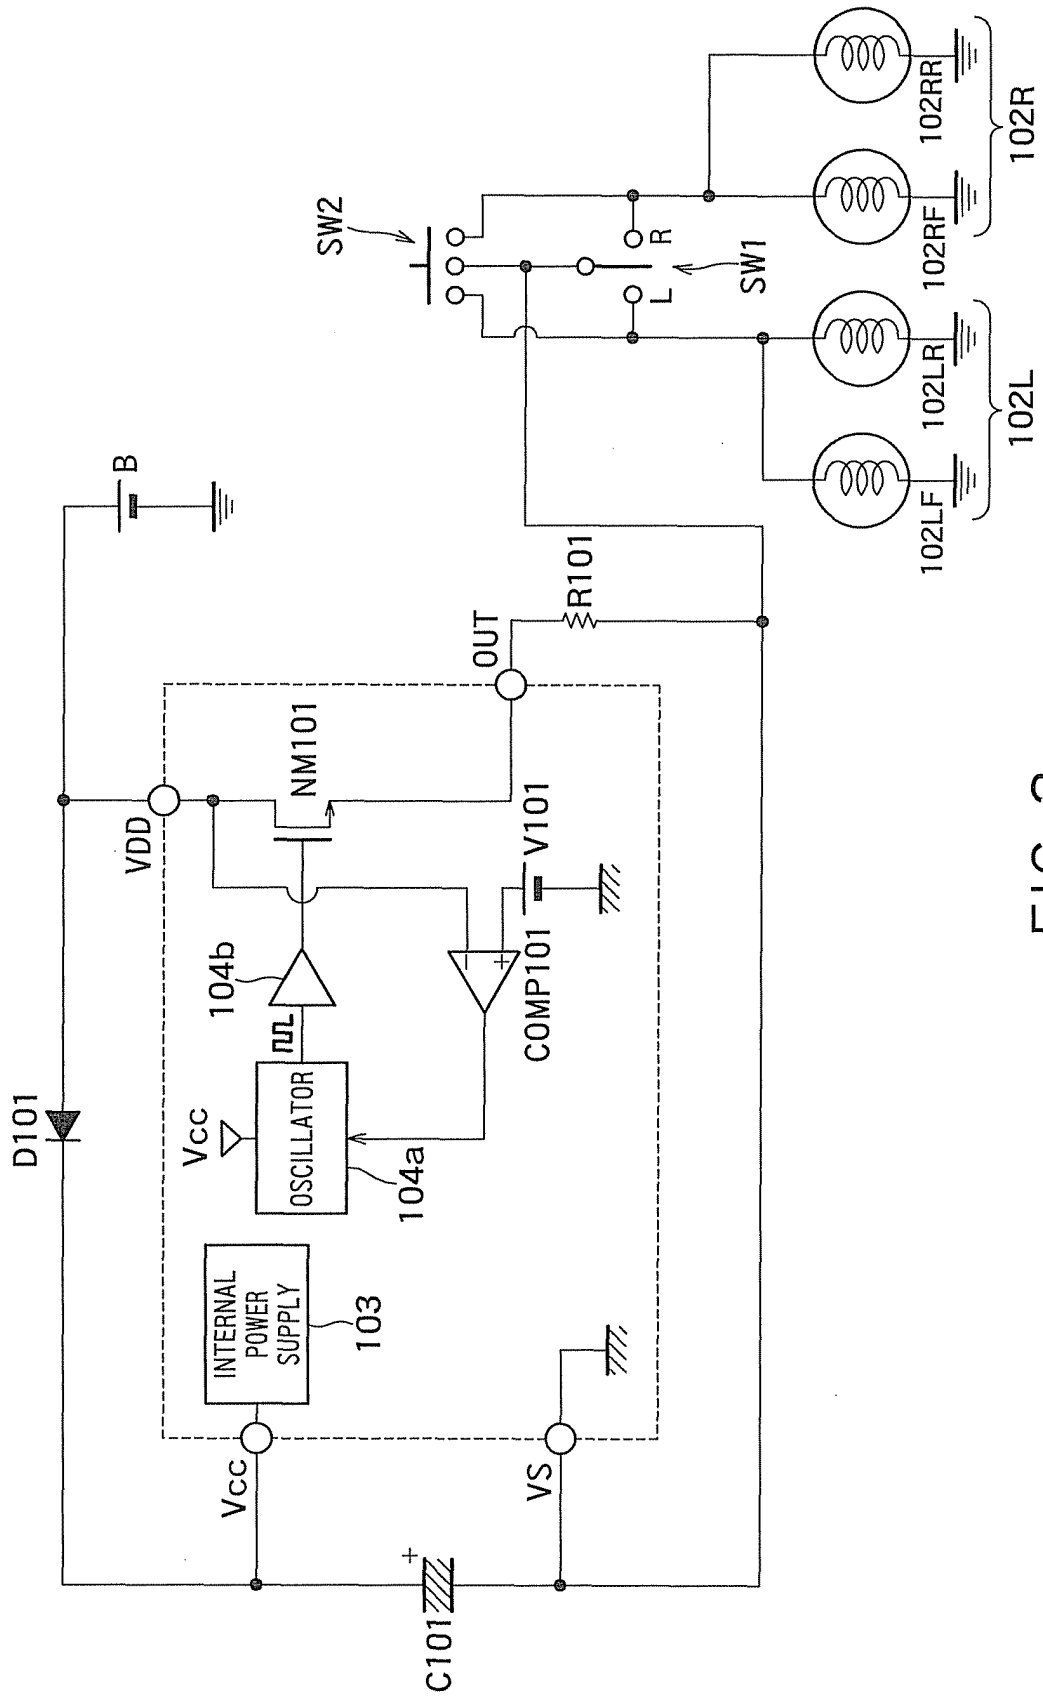 D101
B
VDD
NM101
OUT
R101
104b
Vcc
OSCILLATOR
104a
COMP101
V101
INTERNAL
POWER
SUPPLY
103
Vcc
VS
+
C101
-
+
SW2
SW1
L
R
102LF
102LR
102RF
102RR
102L
102R